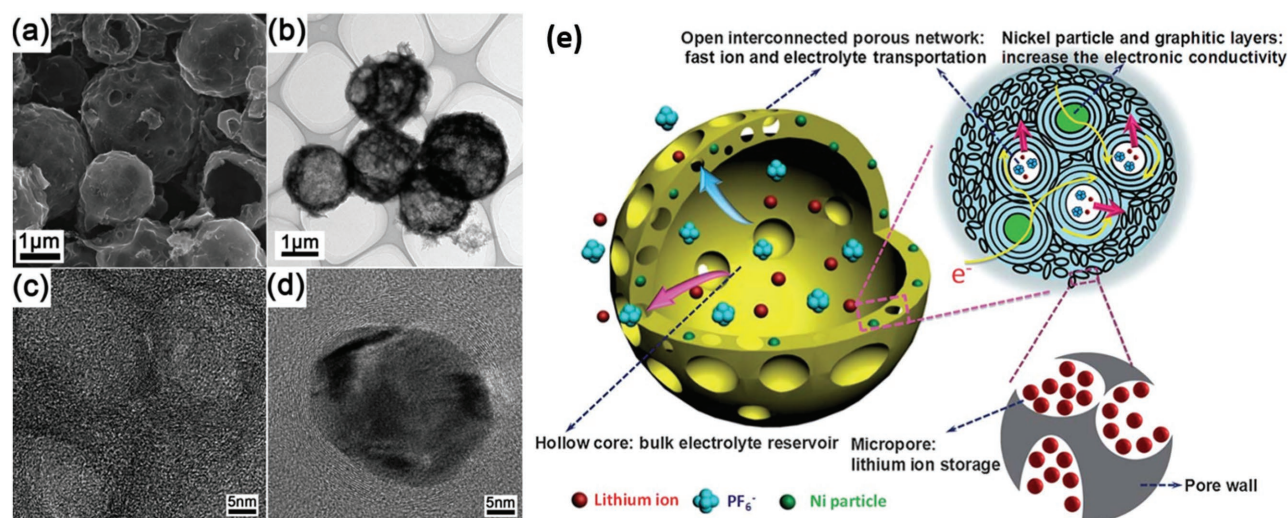 (a)
1μm
(b)
1μm
(c)
5nm
(d)
5nm
(e)
Open interconnected porous network:
fast ion and electrolyte transportation
Nickel particle and graphitic layers:
increase the electronic conductivity
e-
Hollow core: bulk electrolyte reservoir
Micropore:
lithium ion storage
Pore wall
Lithium ion
PF6-
Ni particle